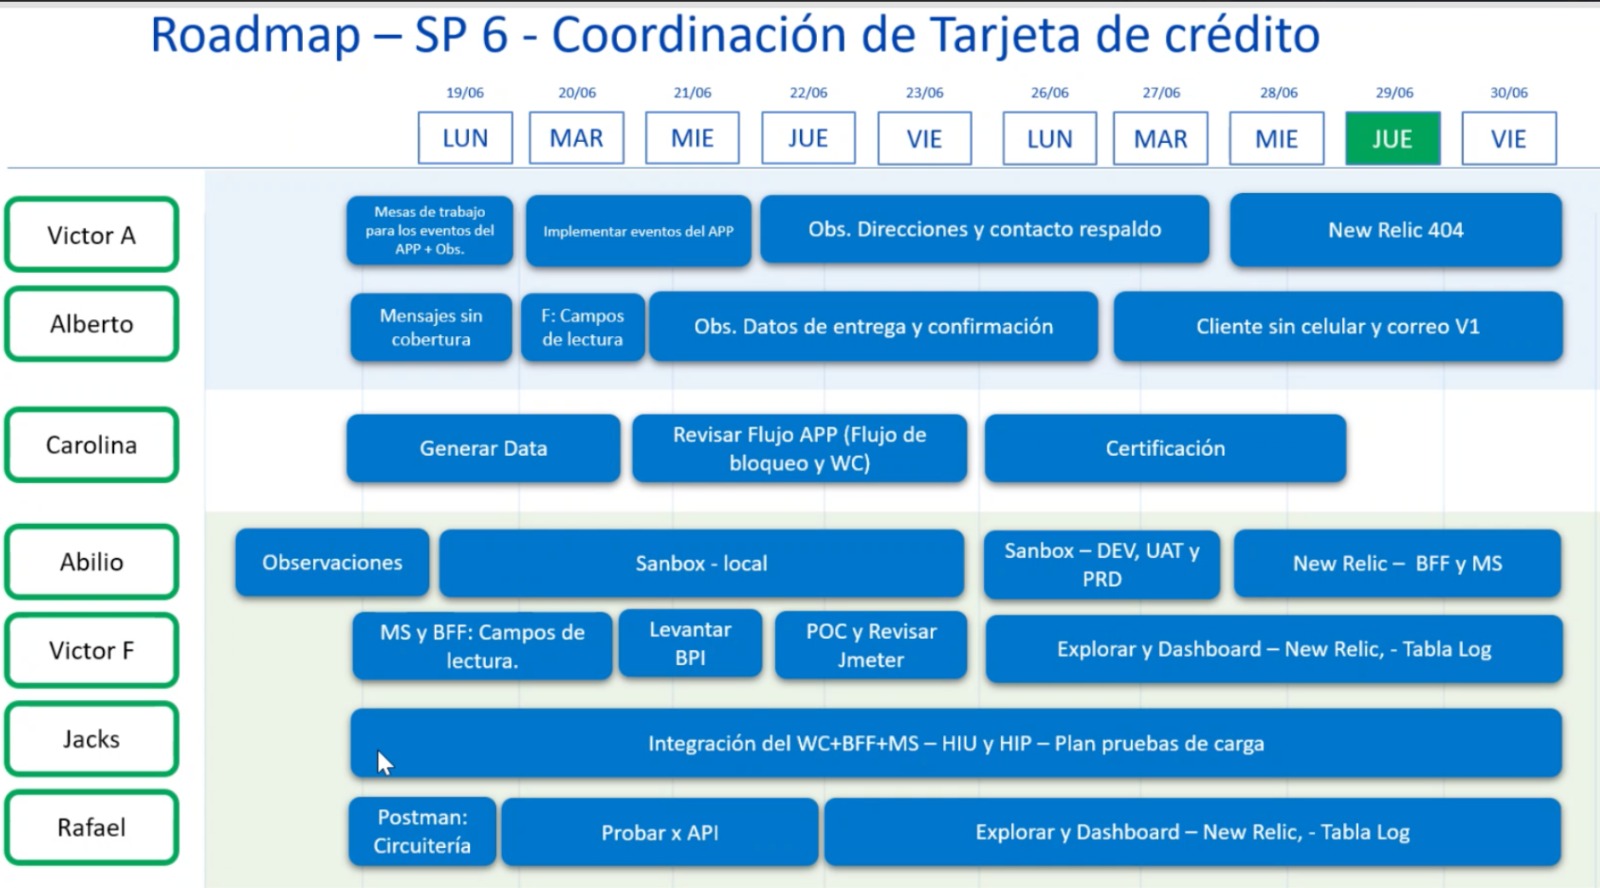 Roadmap – SP 6 - Coordinación de Tarjeta de crédito
19/06 20/06 21/06 22/06 23/06 26/06 27/06 28/06 29/06 30/06
LUN MAR MIE JUE VIE LUN MAR MIE JUE VIE
Victor A
Mesas de trabajo
para los eventos del
APP + Obs.
Implementar eventos del APP
Obs. Direcciones y contacto respaldo
New Relic 404
Alberto
Mensajes sin
cobertura
F: Campos
de lectura
Obs. Datos de entrega y confirmación
Cliente sin celular y correo V1
Carolina
Generar Data
Revisar Flujo APP (Flujo de
bloqueo y WC)
Certificación
Abilio
Observaciones
Sanbox - local
Sanbox – DEV, UAT y
PRD
New Relic – BFF y MS
Victor F
MS y BFF: Campos de
lectura.
Levantar
BPI
POC y Revisar
Jmeter
Explorar y Dashboard – New Relic, - Tabla Log
Jacks
Integración del WC+BFF+MS – HIU y HIP – Plan pruebas de carga
Rafael
Postman:
Circuitería
Probar x API
Explorar y Dashboard – New Relic, - Tabla Log